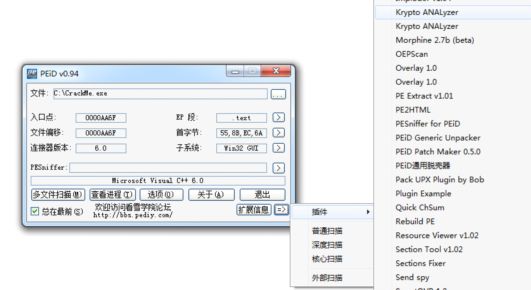 PEiD v0.94
文件: C:\CrackMe.exe
...
入口点: 0000AA6F
EP 段: .text
>
文件偏移: 0000AA6F
首字节: 55,8B,EC,6A
>
连接器版本: 6.0
子系统: Win32 GUI
>
PESniffer:
>
Microsoft Visual C++ 6.0
多文件扫描(M)
查看进程(T)
选项(O)
关于(A)
退出
总在最前(S)
欢迎访问看雪学院论坛
http://bbs.pediy.com/
扩展信息
=>
插件
普通扫描
深度扫描
核心扫描
外部扫描
Krypto ANALyzer
Krypto ANALyzer
Morphine 2.7b (beta)
OEPScan
Overlay 1.0
Overlay 1.0
PE Extract v1.01
PE2HTML
PESniffer for PEiD
PEiD Generic Unpacker
PEiD Patch Maker 0.5.0
PEiD通用脱壳器
Pack UPX Plugin by Bob
Plugin Example
Quick ChSum
Rebuild PE
Resource Viewer v1.02
Section Tool v1.02
Sections Fixer
Send spy